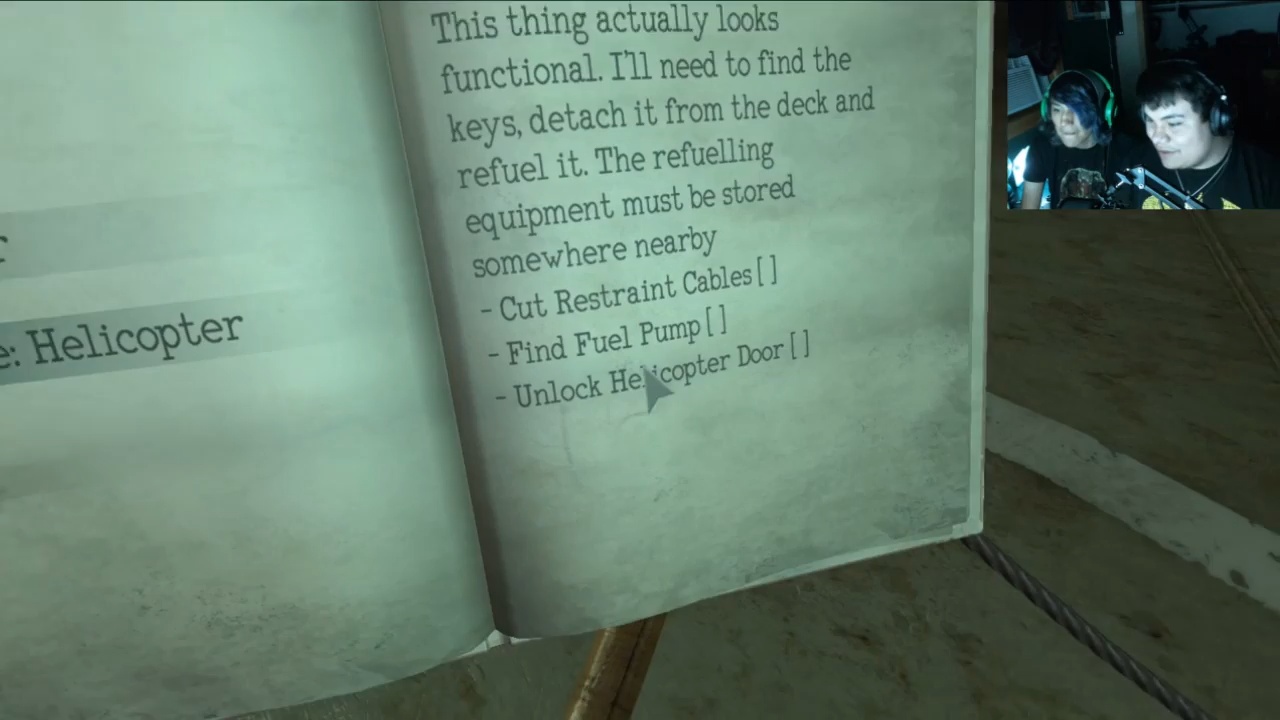 r
e: Helicopter
This thing actually looks
functional. I'll need to find the
keys, detach it from the deck and
refuel it. The refuelling
equipment must be stored
somewhere nearby
- Cut Restraint Cables [ ]
- Find Fuel Pump [ ]
- Unlock Helicopter Door [ ]